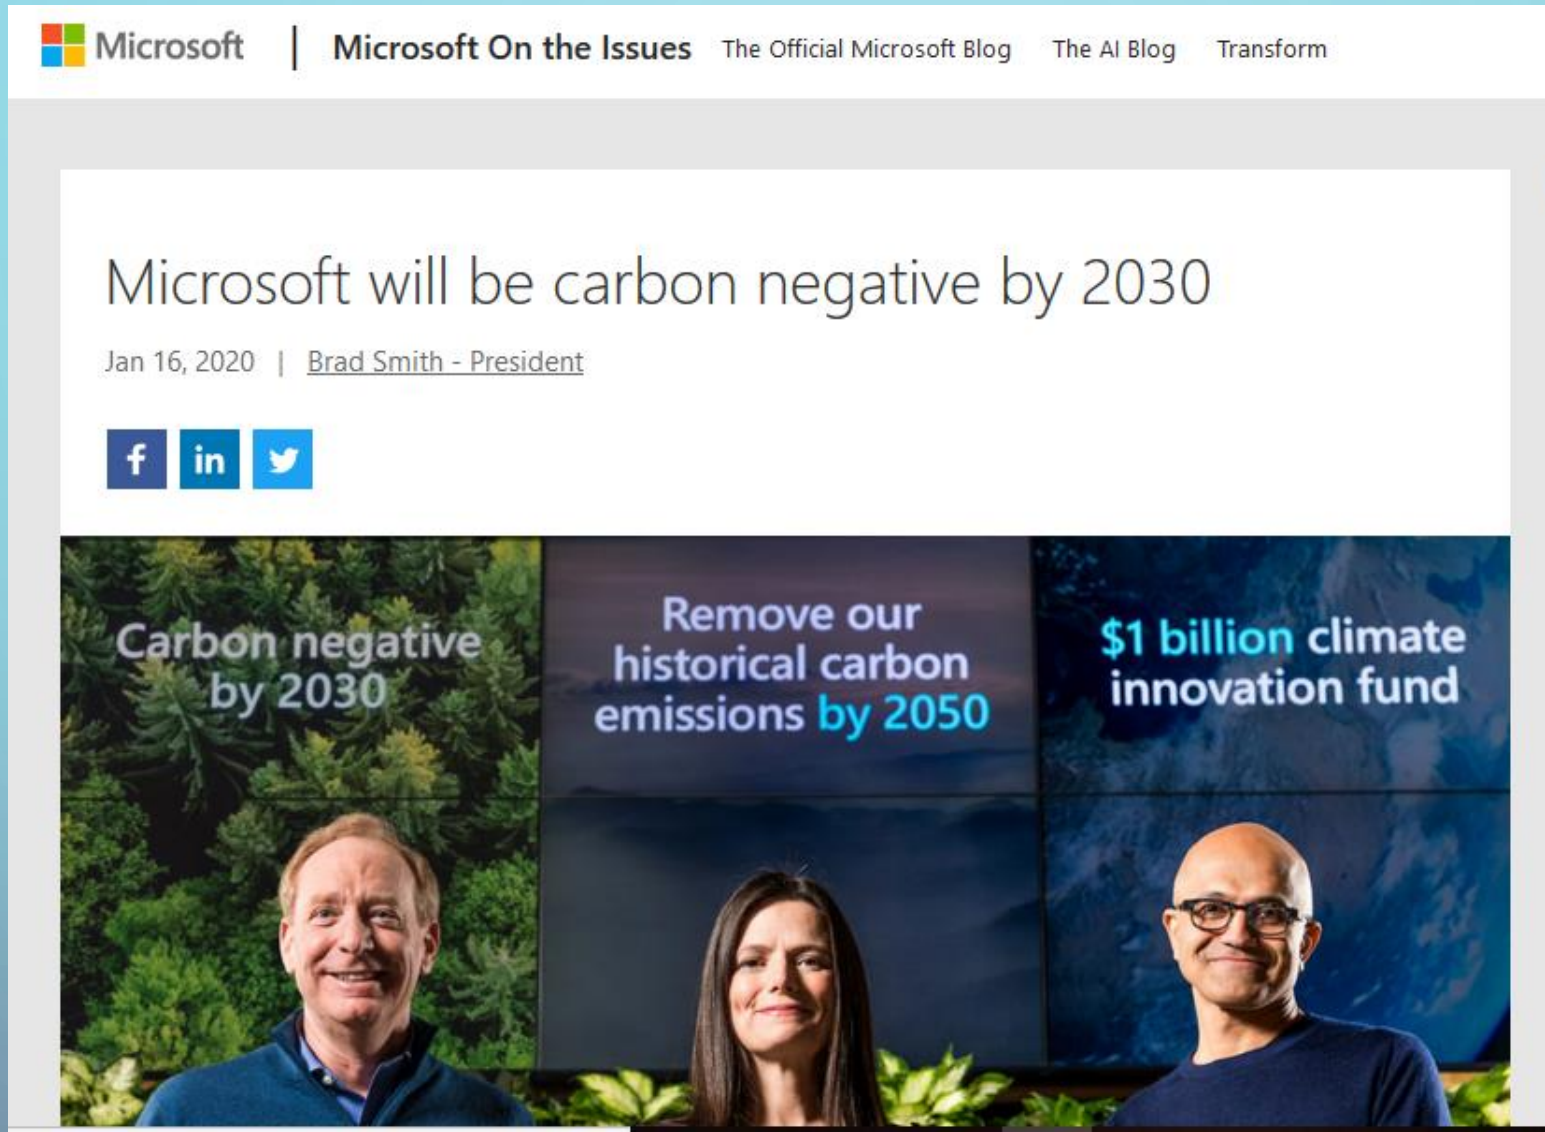 Microsoft | Microsoft On the Issues The Official Microsoft Blog The AI Blog Transform
Microsoft will be carbon negative by 2030
Jan 16, 2020 | Brad Smith - President
f in
Carbon negative
by 2030
Remove our
historical carbon
emissions by 2050
$1 billion climate
innovation fund